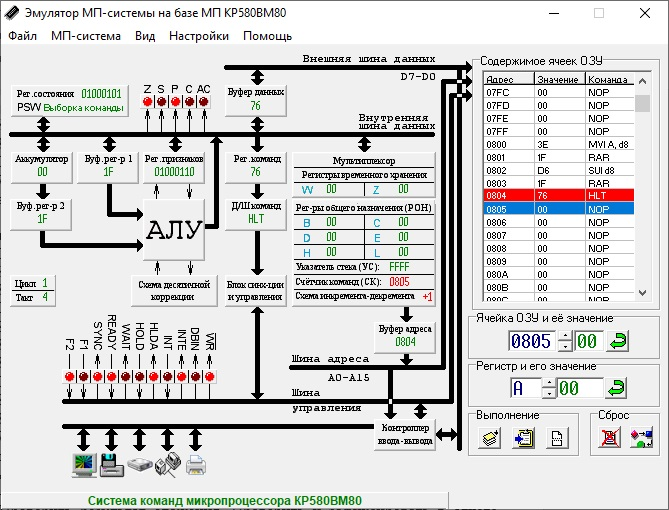 Эмулятор МП-системы на базе МП КР580ВМ80
Файл МП-система Вид Настройки Помощь
Внешняя шина данных
D7-D0
Рег.состояния 01000101
PSW Выборка команды
Z S P C AC
Буфер данных
76
Внутренняя
шина данных
Аккумулятор
00
Буф.рег-р 1
1F
Рег.признаков
01000110
Рег.команд
76
Буф.рег-р 2
1F
АЛУ
Д/Ш команд
HLT
Мультиплексор
Регистры временного хранения
W 00 Z 00
Рег-ры общего назначения (РОН)
B 00 C 00
D 00 E 00
H 00 L 00
Указатель стека (УС): FFFF
Счётчик команд (СК): 0805
Схема инкремента-декремента +1
Цикл 1
Такт 4
Схема десятичной
коррекции
Блок синх-ции
и управления
Буфер адреса
0804
F2 F1 SYNC READY WAIT HOLD HLDA INT INTE DBIN WR
Шина адреса
A0-A15
Шина
управления
Контроллер
ввода-вывода
Система команд микропроцессора КР580ВМ80
Содержимое ячеек ОЗУ
Адрес Значение Команда
07FC 00 NOP
07FD 00 NOP
07FE 00 NOP
07FF 00 NOP
0800 3E MVI A, d8
0801 1F RAR
0802 D6 SUI d8
0803 1F RAR
0804 76 HLT
0805 00 NOP
0806 00 NOP
0807 00 NOP
0808 00 NOP
0809 00 NOP
080A 00 NOP
080B 00 NOP
080C 00 NOP
Ячейка ОЗУ и её значение
0805 00
Регистр и его значение
A 00
Выполнение
Сброс